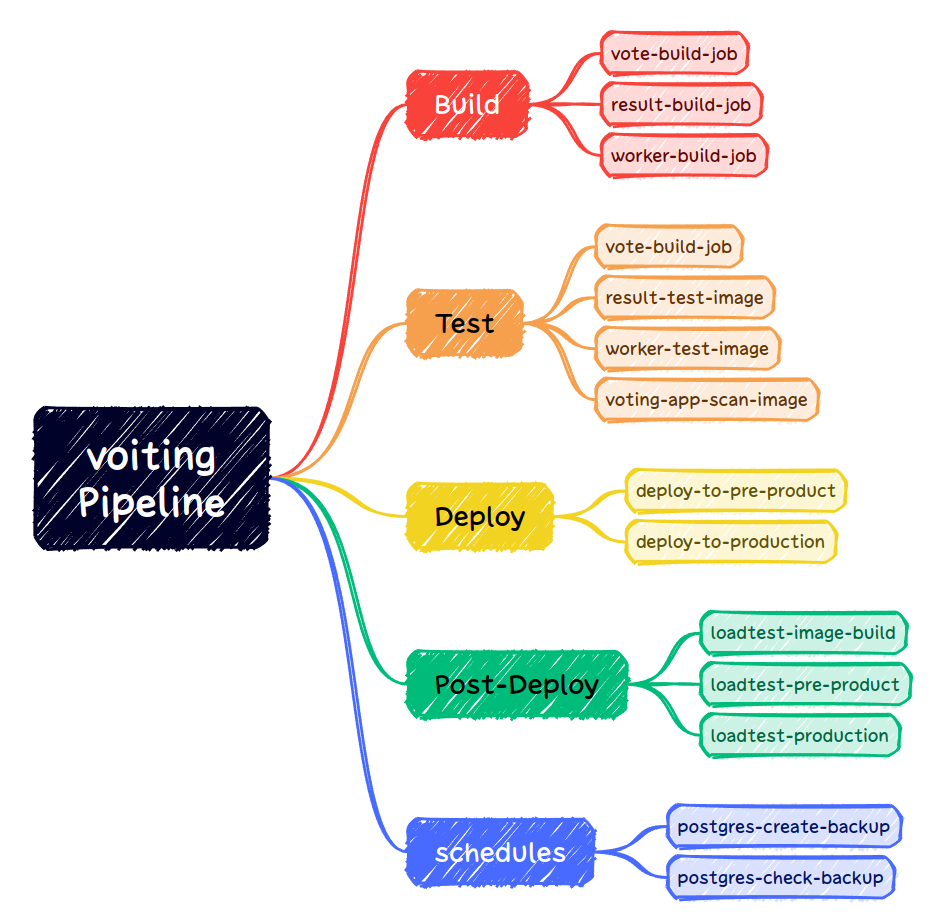 voiting
Pipeline
Build
vote-build-job
result-build-job
worker-build-job
Test
vote-build-job
result-test-image
worker-test-image
voting-app-scan-image
Deploy
deploy-to-pre-product
deploy-to-production
Post-Deploy
loadtest-image-build
loadtest-pre-product
loadtest-production
schedules
postgres-create-backup
postgres-check-backup